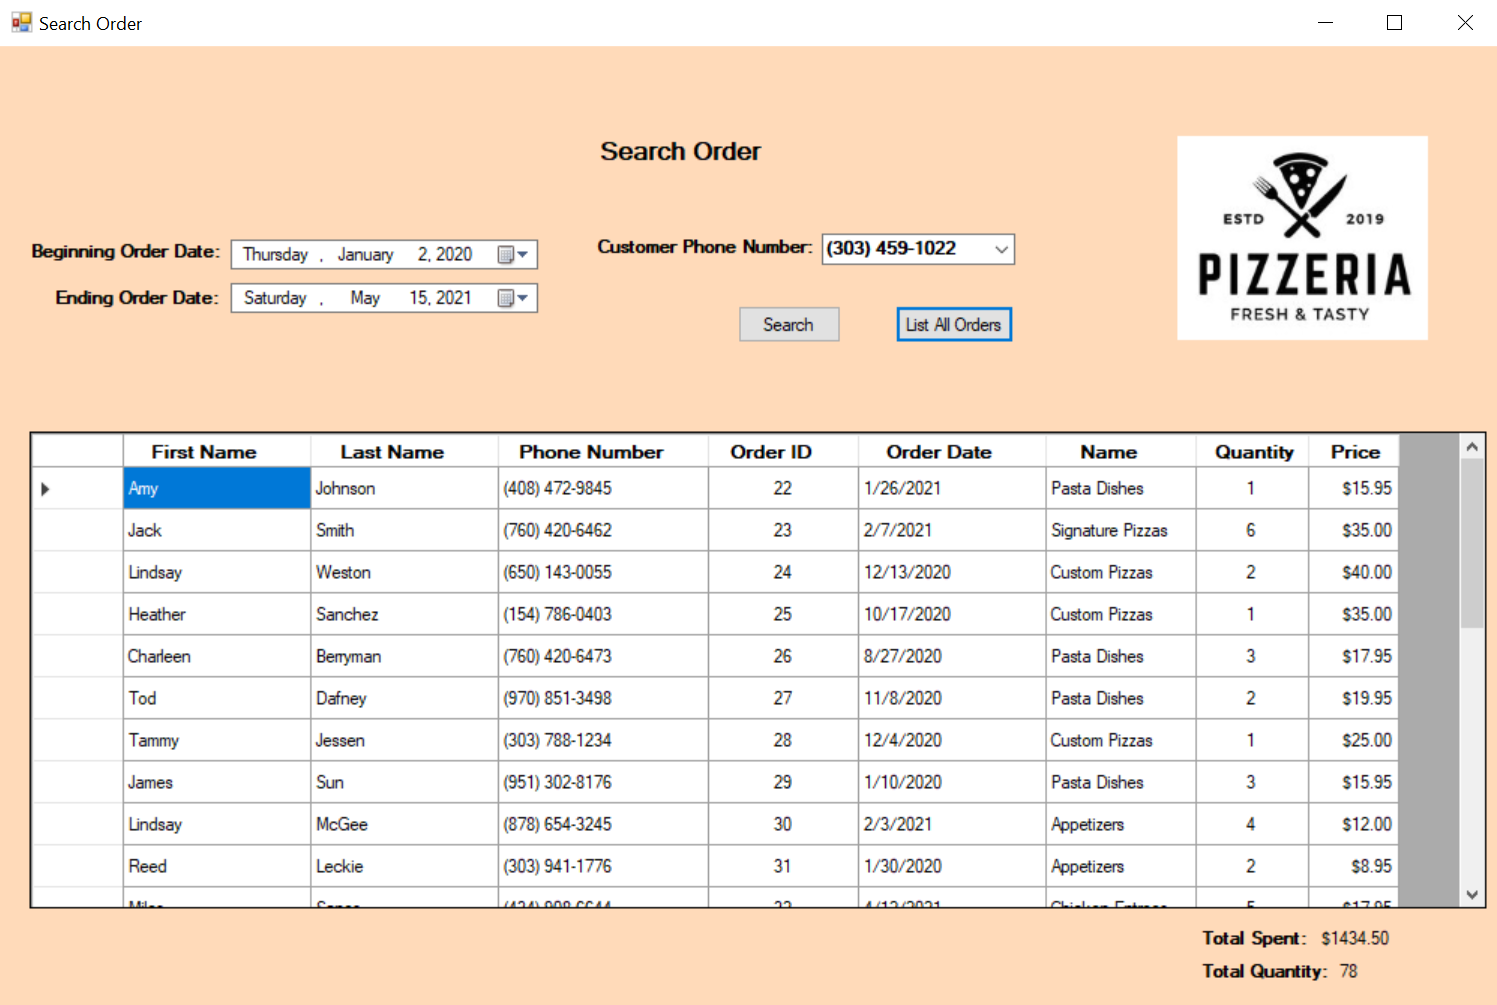 Search Order
Search Order
Beginning Order Date: Thursday , January 2, 2020
Customer Phone Number: (303) 459-1022
Ending Order Date: Saturday , May 15, 2021
Search List All Orders
ESTD 2019
PIZZERIA
FRESH & TASTY
First Name Last Name Phone Number Order ID Order Date Name Quantity Price
Amy Johnson (408) 472-9845 22 1/26/2021 Pasta Dishes 1 $15.95
Jack Smith (760) 420-6462 23 2/7/2021 Signature Pizzas 6 $35.00
Lindsay Weston (650) 143-0055 24 12/13/2020 Custom Pizzas 2 $40.00
Heather Sanchez (154) 786-0403 25 10/17/2020 Custom Pizzas 1 $35.00
Charleen Berryman (760) 420-6473 26 8/27/2020 Pasta Dishes 3 $17.95
Tod Dafney (970) 851-3498 27 11/8/2020 Pasta Dishes 2 $19.95
Tammy Jessen (303) 788-1234 28 12/4/2020 Custom Pizzas 1 $25.00
James Sun (951) 302-8176 29 1/10/2020 Pasta Dishes 3 $15.95
Lindsay McGee (878) 654-3245 30 2/3/2021 Appetizers 4 $12.00
Reed Leckie (303) 941-1776 31 1/30/2020 Appetizers 2 $8.95
Total Spent: $1434.50
Total Quantity: 78